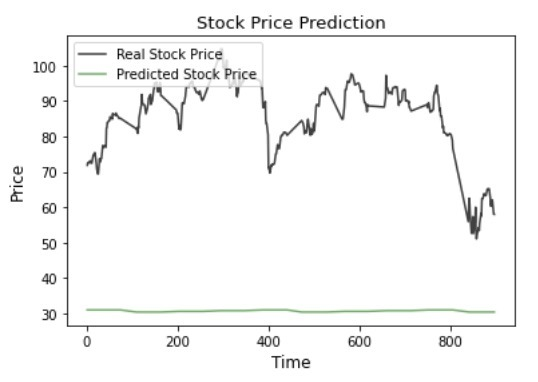 Stock Price Prediction
Real Stock Price
Predicted Stock Price
100
90
80
70
60
50
40
30
Price
0 200 400 600 800
Time